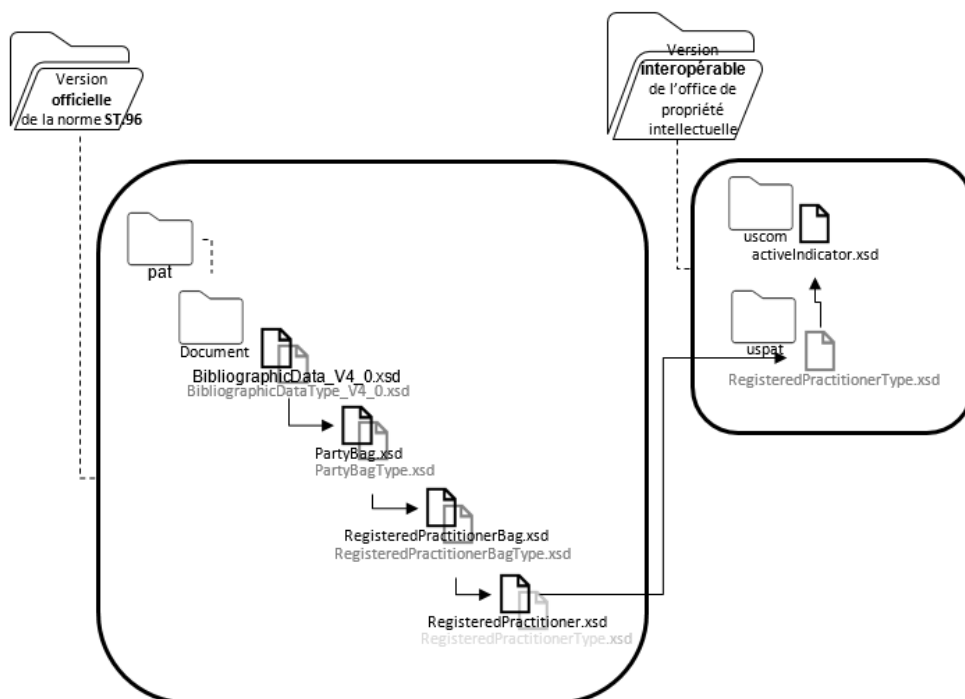 Version
officielle
de la norme ST.96
Version
interopérable
de l'office de
propriété
intellectuelle
pat
Document
BibliographicData_V4_0.xsd
BibliographicDataType_V4_0.xsd
PartyBag.xsd
PartyBagType.xsd
RegisteredPractitionerBag.xsd
RegisteredPractitionerBagType.xsd
RegisteredPractitioner.xsd
RegisteredPractitionerType.xsd
uscom
activeIndicator.xsd
uspat
RegisteredPractitionerType.xsd